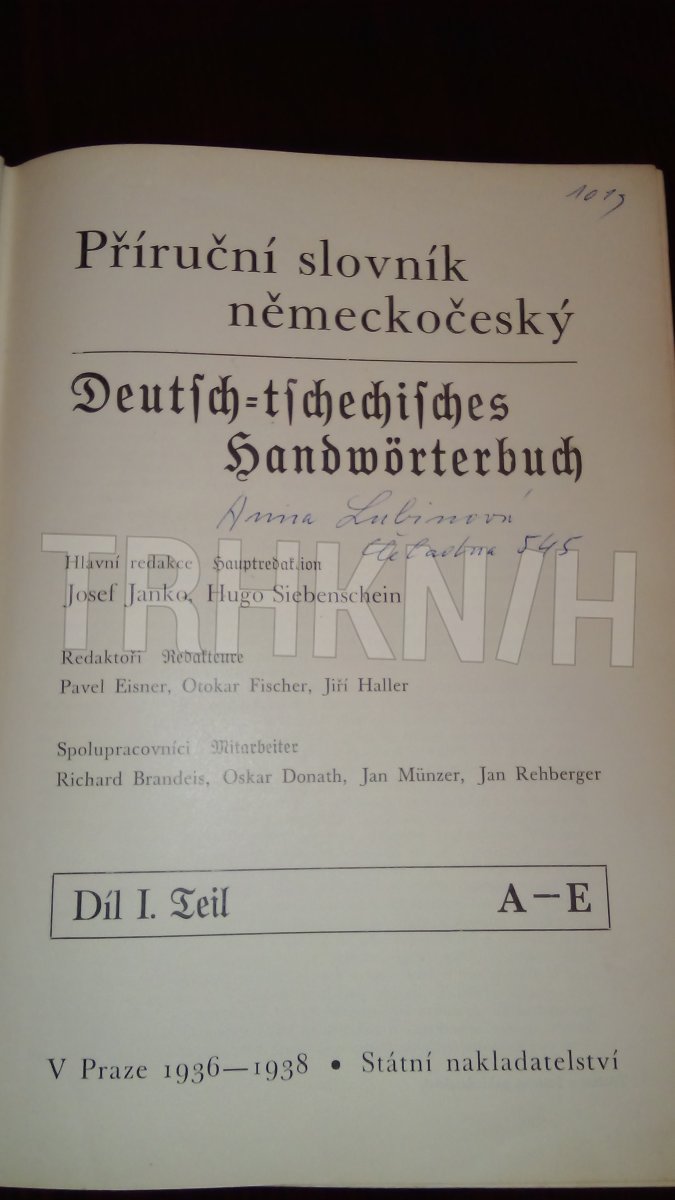 Příruční slovník
německočeský
Deutsch-tschechisches
Handwörterbuch
Anna Lubinová
545
Hlavní redakce Hauptredaktion
Josef Janko, Hugo Siebenschein
TRHKNIH
Redaktoři Redakteure
Pavel Eisner, Otokar Fischer, Jiří Haller
Spolupracovníci Mitarbeiter
Richard Brandeis, Oskar Donath, Jan Münzer, Jan Rehberger
Díl I. Teil A—E
V Praze 1936—1938 • Státní nakladatelství